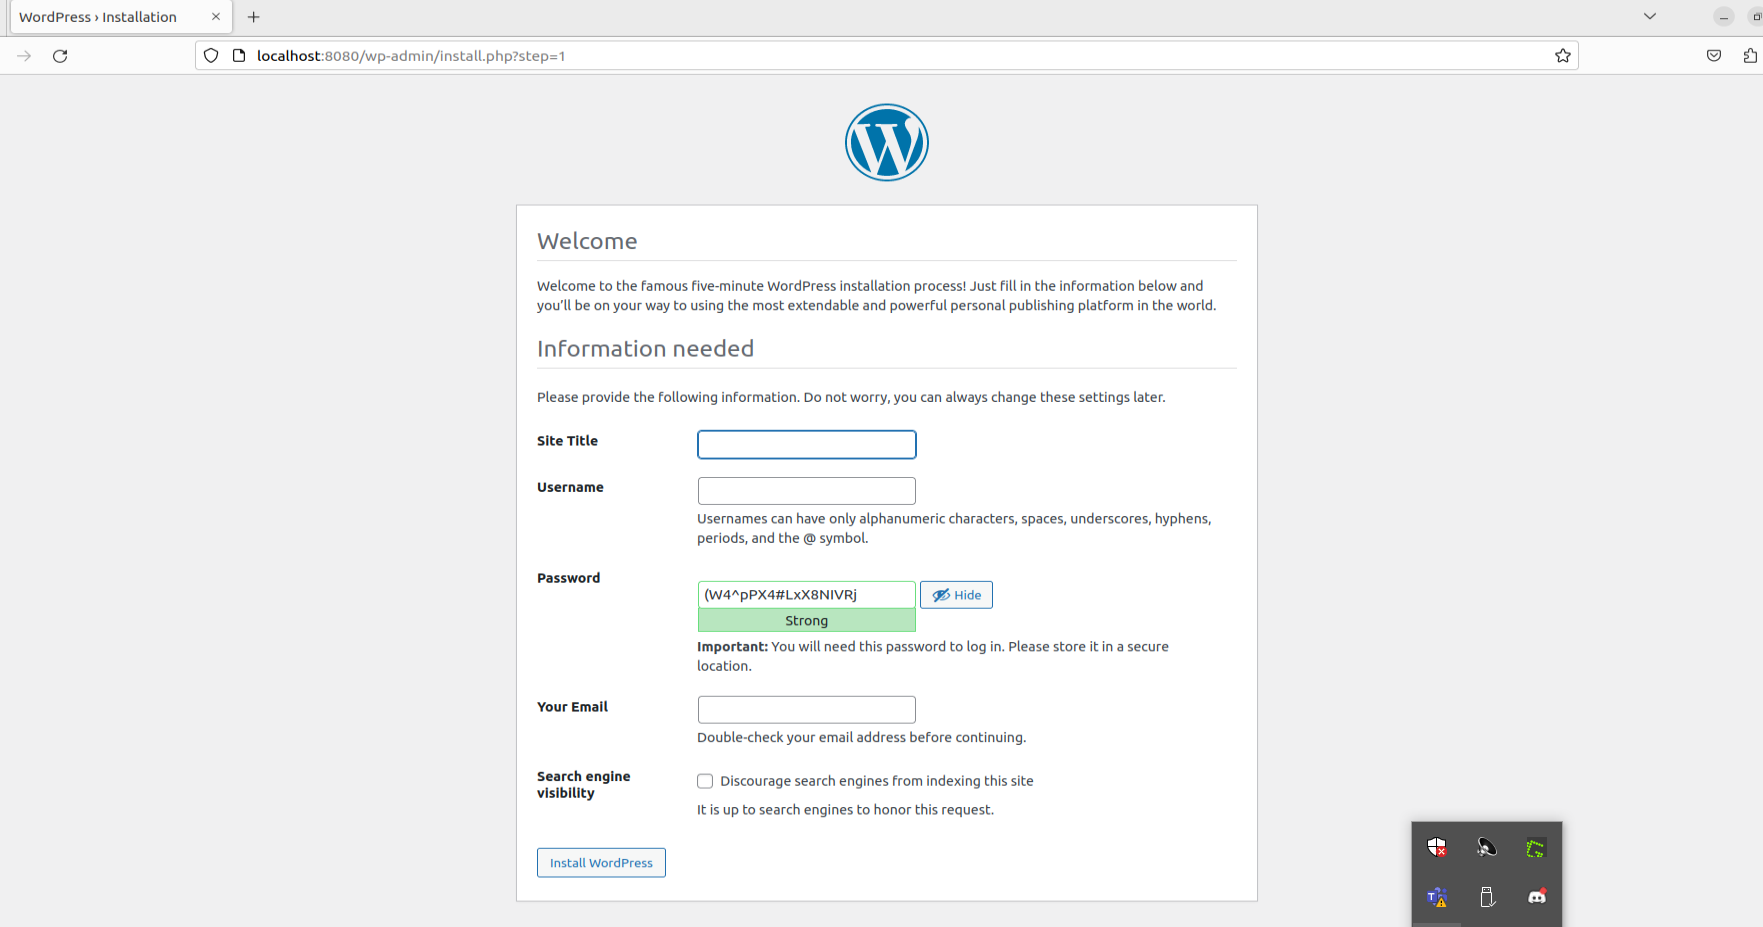 WordPress › Installation
localhost:8080/wp-admin/install.php?step=1
Welcome
Welcome to the famous five-minute WordPress installation process! Just fill in the information below and
you’ll be on your way to using the most extendable and powerful personal publishing platform in the world.
Information needed
Please provide the following information. Do not worry, you can always change these settings later.
Site Title
Username
Usernames can have only alphanumeric characters, spaces, underscores, hyphens,
periods, and the @ symbol.
Password
(W4^pPX4#LxX8NIVRj
Hide
Strong
Important: You will need this password to log in. Please store it in a secure
location.
Your Email
Double-check your email address before continuing.
Search engine
visibility
Discourage search engines from indexing this site
It is up to search engines to honor this request.
Install WordPress